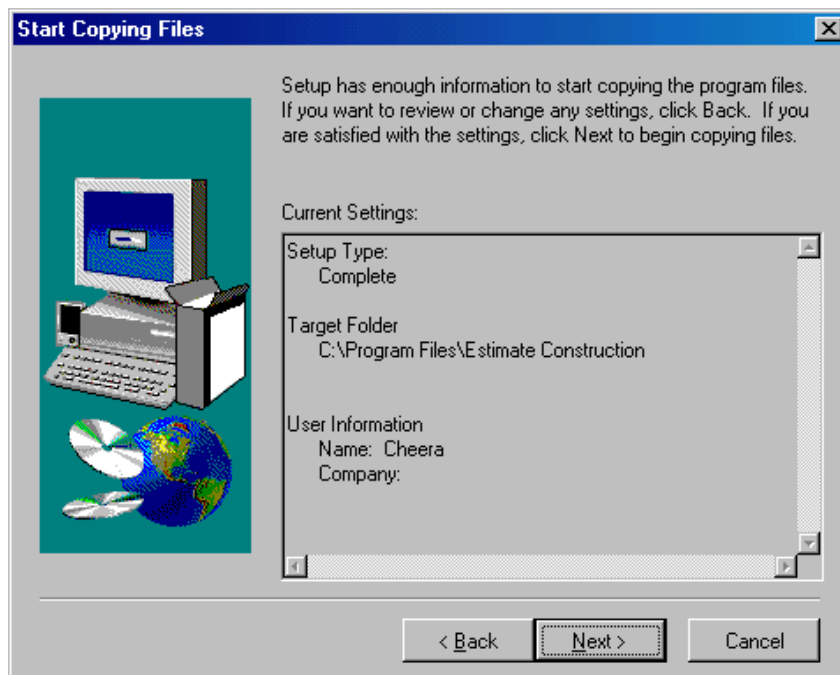 Start Copying Files
Setup has enough information to start copying the program files.
If you want to review or change any settings, click Back.  If you
are satisfied with the settings, click Next to begin copying files.
Current Settings:
Setup Type:
Complete
Target Folder
C:\Program Files\Estimate Construction
User Information
Name:  Cheera
Company:
< Back
Next >
Cancel